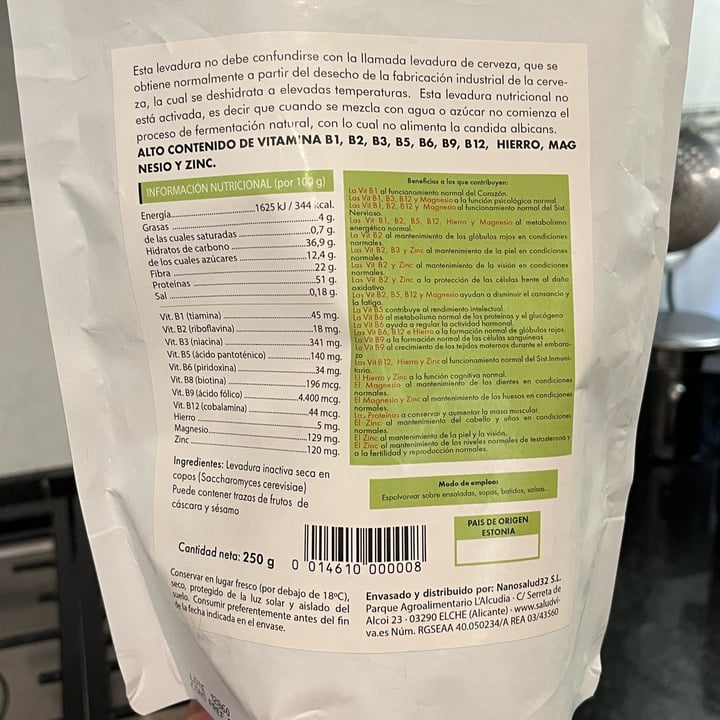 Esta levadura no debe confundirse con la llamada levadura de cerveza, que se
obtiene normalmente a partir del desecho de la fabricación industrial de la cerve-
za, la cual se deshidrata a elevadas temperaturas. Esta levadura nutricional no
está activada, es decir que cuando se mezcla con agua o azúcar no comienza el
proceso de fermentación natural, con lo cual no alimenta la candida albicans.
ALTO CONTENIDO DE VITAMINA B1, B2, B3, B5, B6, B9, B12, HIERRO, MAG
NESIO Y ZINC.
INFORMACIÓN NUTRICIONAL (por 100 g)
Energía 1625 kJ / 344 kcal.
Grasas 4 g.
de las cuales saturadas 0,7 g.
Hidratos de carbono 36,9 g.
de los cuales azúcares 12,4 g.
Fibra 22 g.
Proteínas 51 g.
Sal 0,18 g.
Vit. B1 (tiamina) 45 mg.
Vit. B2 (riboflavina) 18 mg.
Vit. B3 (niacina) 341 mg.
Vit. B5 (ácido pantoténico) 140 mg.
Vit. B6 (piridoxina) 34 mg.
Vit. B8 (biotina) 196 mcg.
Vit. B9 (ácido fólico) 4.400 mcg.
Vit. B12 (cobalamina) 44 mcg.
Hierro 5 mg.
Magnesio 129 mg.
Zinc 120 mg.
Ingredientes: Levadura inactiva seca en
copos (Saccharomyces cerevisiae)
Puede contener trazas de frutos de
cáscara y sésamo
Beneficios a los que contribuyen:
La Vit B1 al funcionamiento normal del Corazón.
Las Vit B1, B3, B12 y Magnesio a la función psicológica normal.
Las Vit B1, B2, B12 y Magnesio al funcionamiento normal del Sist.
Nervioso.
Las Vit B1, B2, B5, B12, Hierro y Magnesio al metabolismo
energético normal.
La Vit B2 al mantenimiento de los glóbulos rojos en condiciones
normales.
Las Vit B2, B3 y Zinc al mantenimiento de la piel en condiciones
normales.
Las Vit B2 y Zinc al mantenimiento de la visión en condiciones
normales.
Las Vit B2 y Zinc a la protección de las células frente al daño
oxidativo.
Las Vit B2, B5, B12 y Magnesio ayudan a disminuir el cansancio y
la fatiga.
La Vit B5 contribuye al rendimiento intelectual.
La Vit B6 al metabolismo normal de las proteínas y el glucógeno
La Vit B6 ayuda a regular la actividad hormonal.
Las Vit B6, B12 e Hierro a la formación normal de glóbulos rojos.
La Vit B9 a la formación normal de las células sanguíneas
La Vit B9 al crecimiento de los tejidos maternos durante el embara-
zo
Las Vit B12, Hierro y Zinc al funcionamiento normal del Sist.Inmuni-
tario.
El Hierro y Zinc a la función cognitiva normal.
El Magnesio al mantenimiento de los dientes en condiciones
normales.
El Magnesio y Zinc al mantenimiento de los huesos en condiciones
normales.
Las Proteínas a conservar y aumentar la masa muscular.
El Zinc al mantenimiento del cabello y uñas en condiciones
normales.
El Zinc al mantenimiento de la piel y la visión.
El Zinc al mantenimiento de los niveles normales de testosterona y
a la fertilidad y reproducción normales.
Modo de empleo:
Espolvorear sobre ensaladas, sopas, batidos, salsas...
PAIS DE ORIGEN
ESTONIA
Cantidad neta: 250 g
0 014610 000008
Conservar en lugar fresco (por debajo de 18ºC),
seco, protegido de la luz solar y aislado del
suelo. Consumir preferentemente antes del fin
de la fecha indicada en el envase.
Envasado y distribuido por: Nanosalud32 S.L
Parque Agroalimentario L'Alcudia - C/ Serreta de
Alcoi 23 - 03290 ELCHE (Alicante) - www.saludvi-
va.es Núm. RGSEAA 40.050234/A REA 03/43560